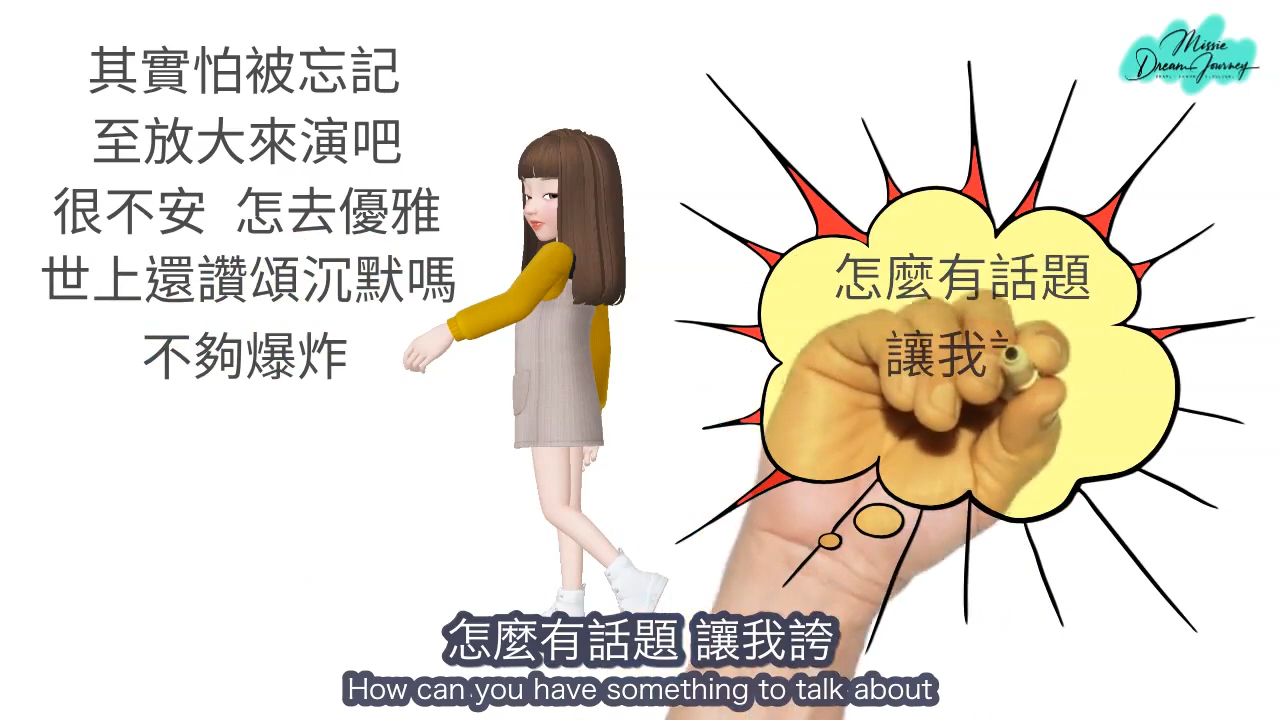 其實怕被忘記
至放大來演吧
很不安 怎去優雅
世上還讚頌沉默嗎
不夠爆炸
Missie
Dream Journey
怎麼有話題
讓我
怎麼有話題 讓我誇
How can you have something to talk about